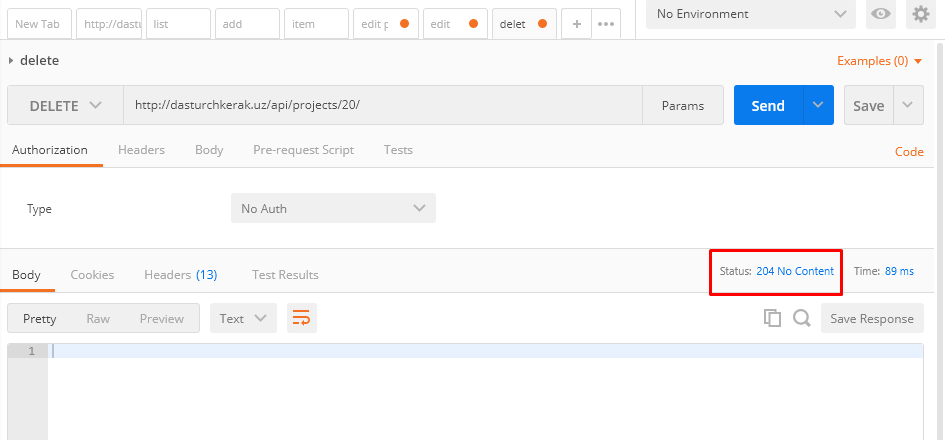 New Tab http://dastu list add item edit p edit delet + ••• No Environment
delete Examples (0)
DELETE http://dasturchkerak.uz/api/projects/20/ Params Send Save
Authorization Headers Body Pre-request Script Tests Code
Type No Auth
Body Cookies Headers (13) Test Results Status: 204 No Content Time: 89 ms
Pretty Raw Preview Text Save Response
1